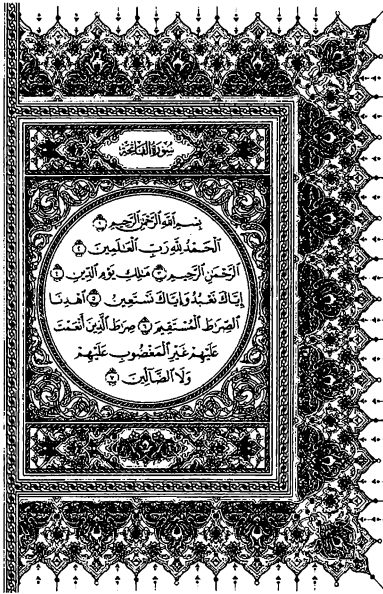 سُورَةُ الفَاتِحَةِ
بِسْمِ ٱللَّهِ ٱلرَّحْمَٰنِ ٱلرَّحِيمِ ١
ٱلْحَمْدُ لِلَّهِ رَبِّ ٱلْعَٰلَمِينَ ٢
ٱلرَّحْمَٰنِ ٱلرَّحِيمِ ٣ مَٰلِكِ يَوْمِ ٱلدِّينِ ٤
إِيَّاكَ نَعْبُدُ وَإِيَّاكَ نَسْتَعِينُ ٥ ٱهْدِنَا
ٱلصِّرَٰطَ ٱلْمُسْتَقِيمَ ٦ صِرَٰطَ ٱلَّذِينَ أَنْعَمْتَ
عَلَيْهِمْ غَيْرِ ٱلْمَغْضُوبِ عَلَيْهِمْ
وَلَا ٱلضَّآلِّينَ ٧